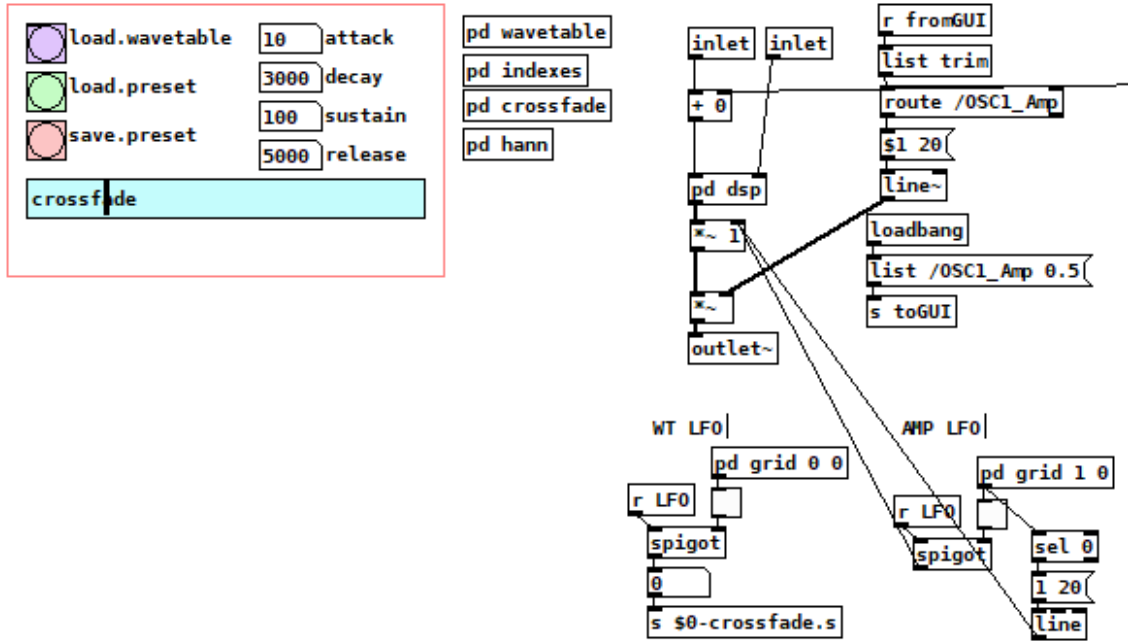 load.wavetable
load.preset
save.preset
10 attack
3000 decay
100 sustain
5000 release
crossfade
pd wavetable
pd indexes
pd crossfade
pd hann
inlet
inlet
+ 0
pd dsp
*~ 1
*~
outlet~
r fromGUI
list trim
route /OSC1_Amp
$1 20
line~
loadbang
list /OSC1_Amp 0.5
s toGUI
WT LFO
pd grid 0 0
r LFO
spigot
0
s $0-crossfade.s
AMP LFO
pd grid 1 0
r LFO
spigot
sel 0
1 20
line